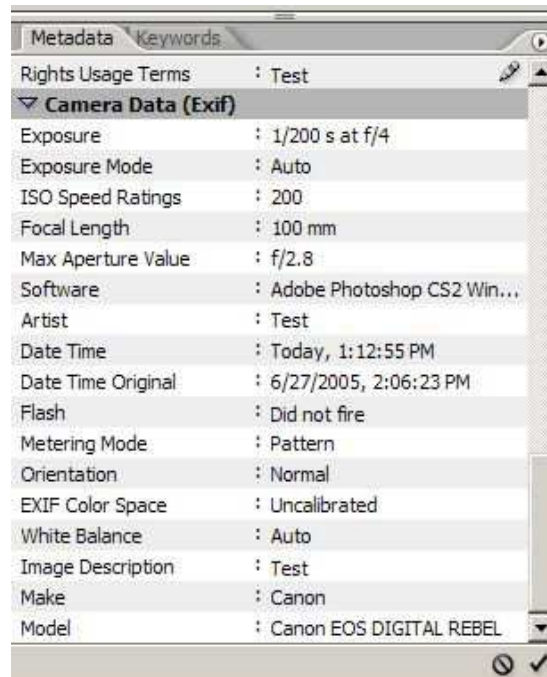 Metadata Keywords
Rights Usage Terms : Test
Camera Data (Exif)
Exposure : 1/200 s at f/4
Exposure Mode : Auto
ISO Speed Ratings : 200
Focal Length : 100 mm
Max Aperture Value : f/2.8
Software : Adobe Photoshop CS2 Win...
Artist : Test
Date Time : Today, 1:12:55 PM
Date Time Original : 6/27/2005, 2:06:23 PM
Flash : Did not fire
Metering Mode : Pattern
Orientation : Normal
EXIF Color Space : Uncalibrated
White Balance : Auto
Image Description : Test
Make : Canon
Model : Canon EOS DIGITAL REBEL